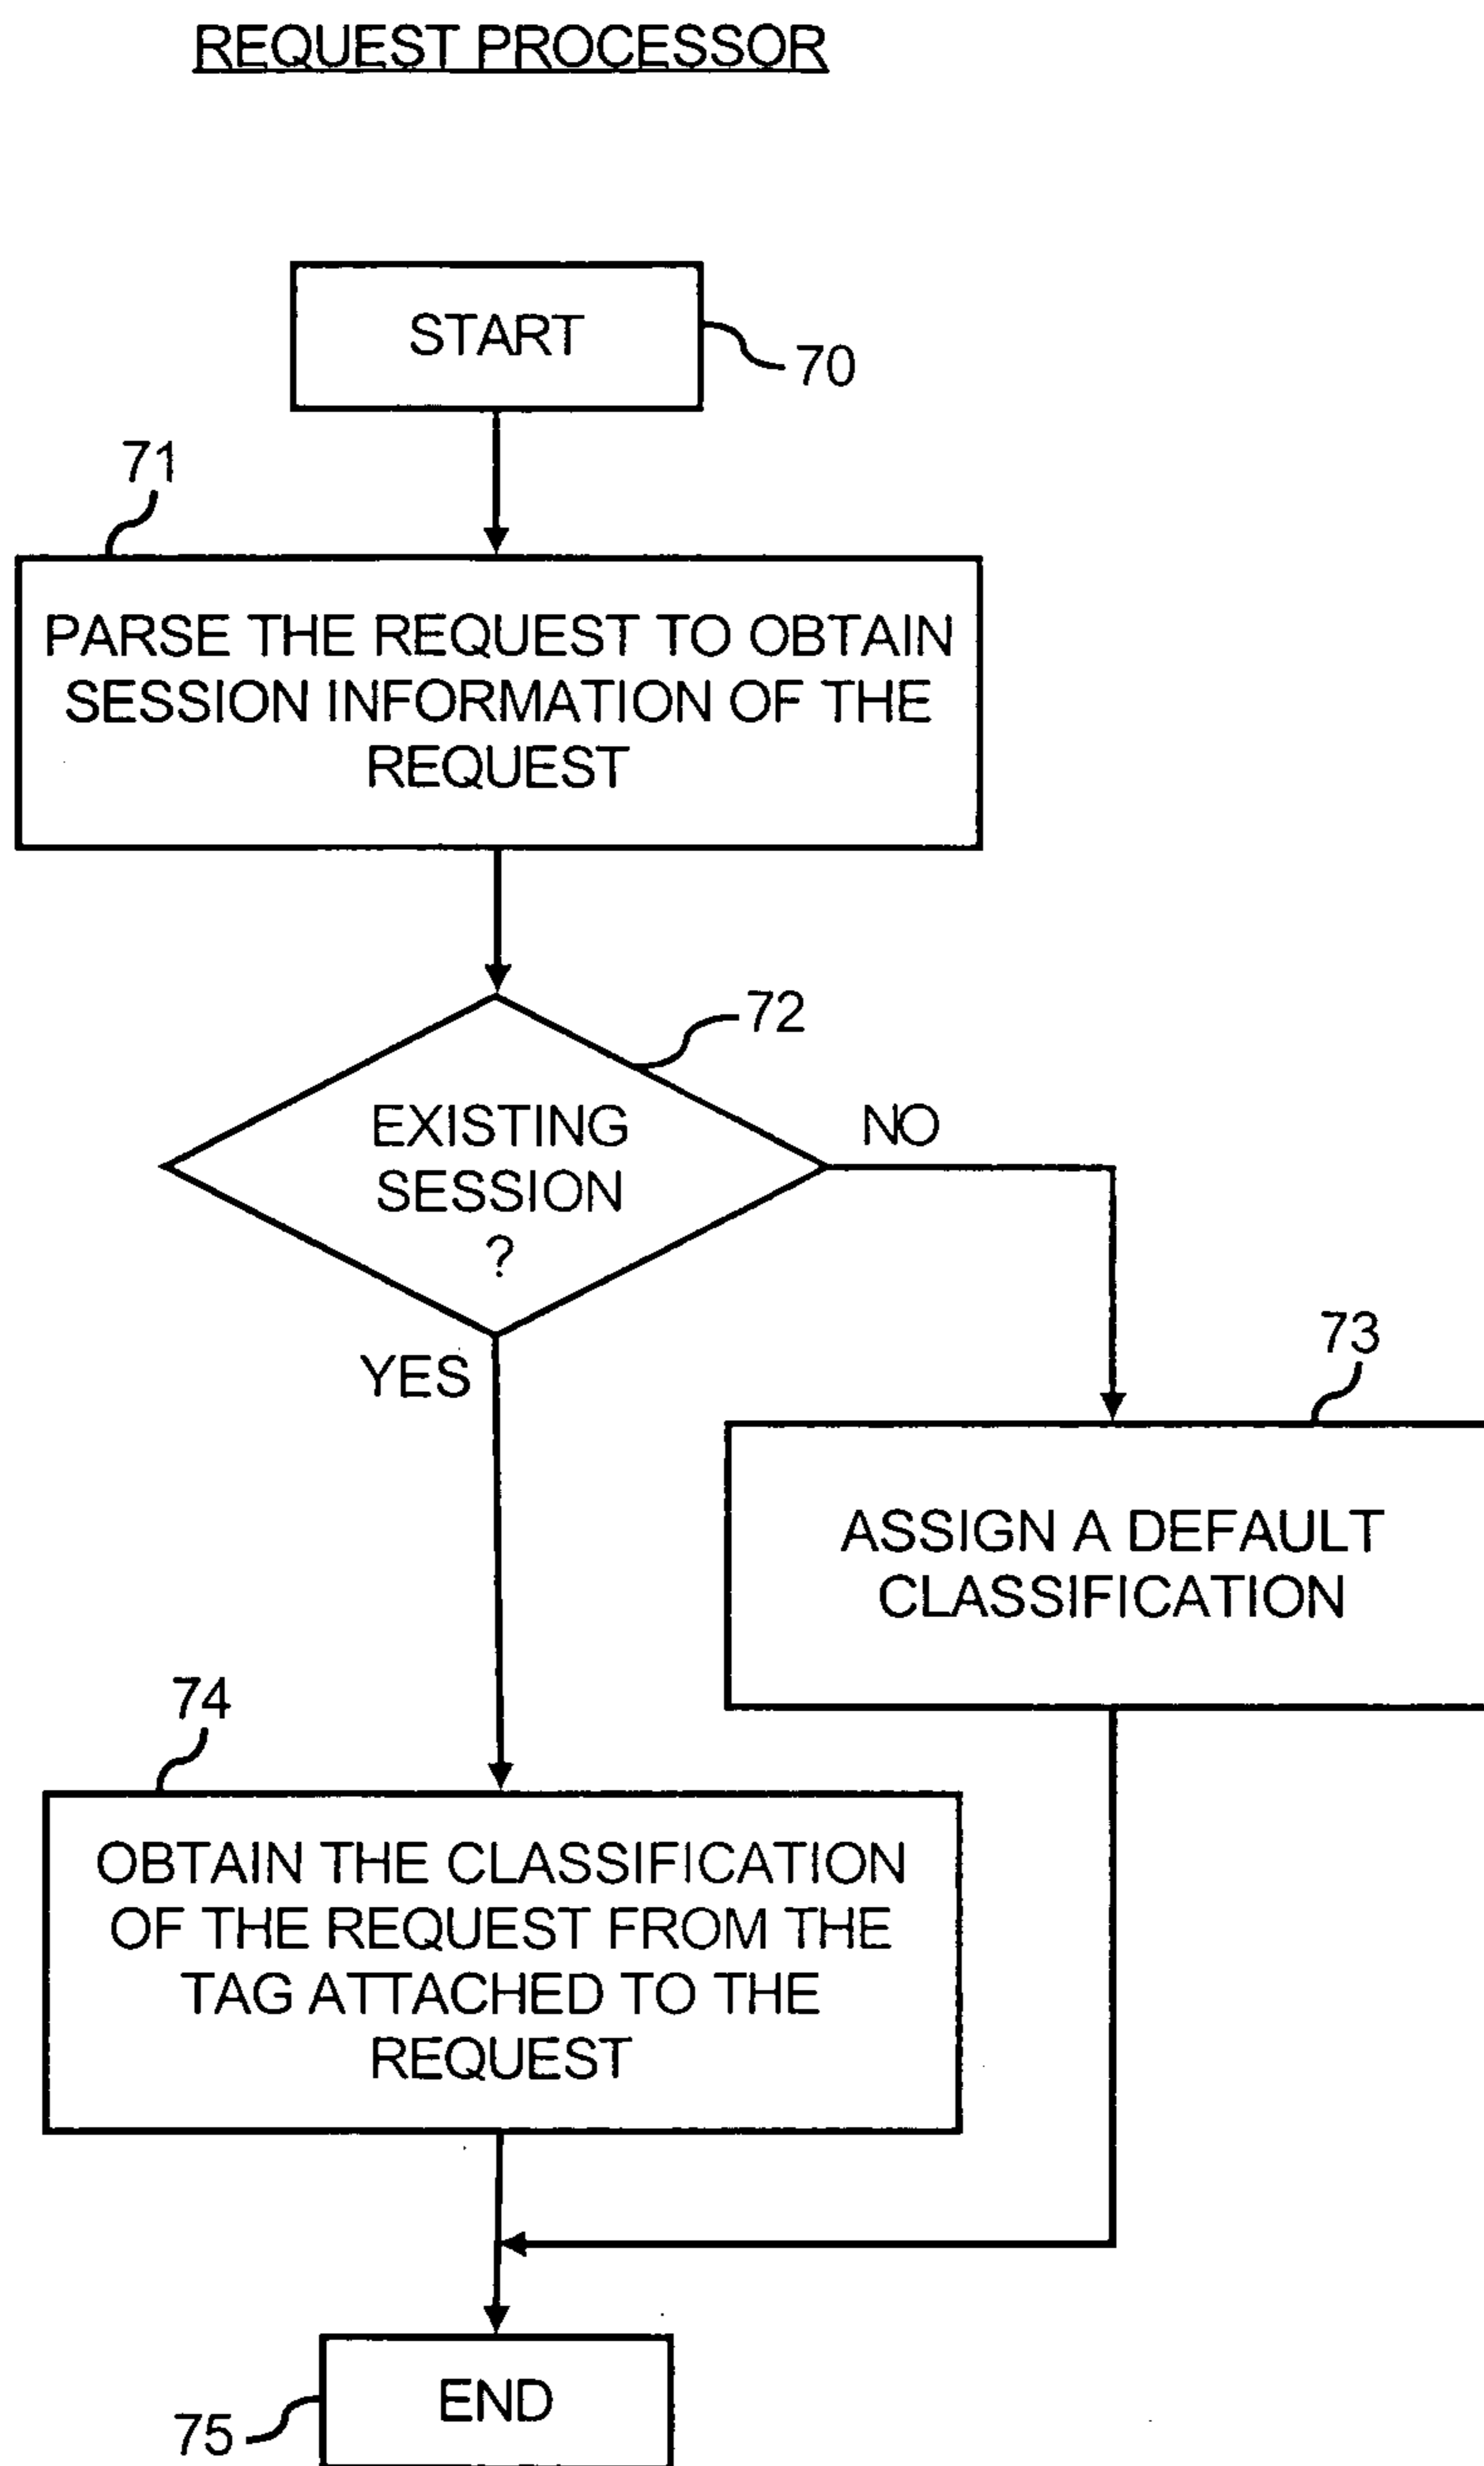 REQUEST PROCESSOR
START
70
71
PARSE THE REQUEST TO OBTAIN
SESSION INFORMATION OF THE
REQUEST
72
EXISTING
SESSION
?
NO
YES
73
ASSIGN A DEFAULT
CLASSIFICATION
74
OBTAIN THE CLASSIFICATION
OF THE REQUEST FROM THE
TAG ATTACHED TO THE
REQUEST
END
75